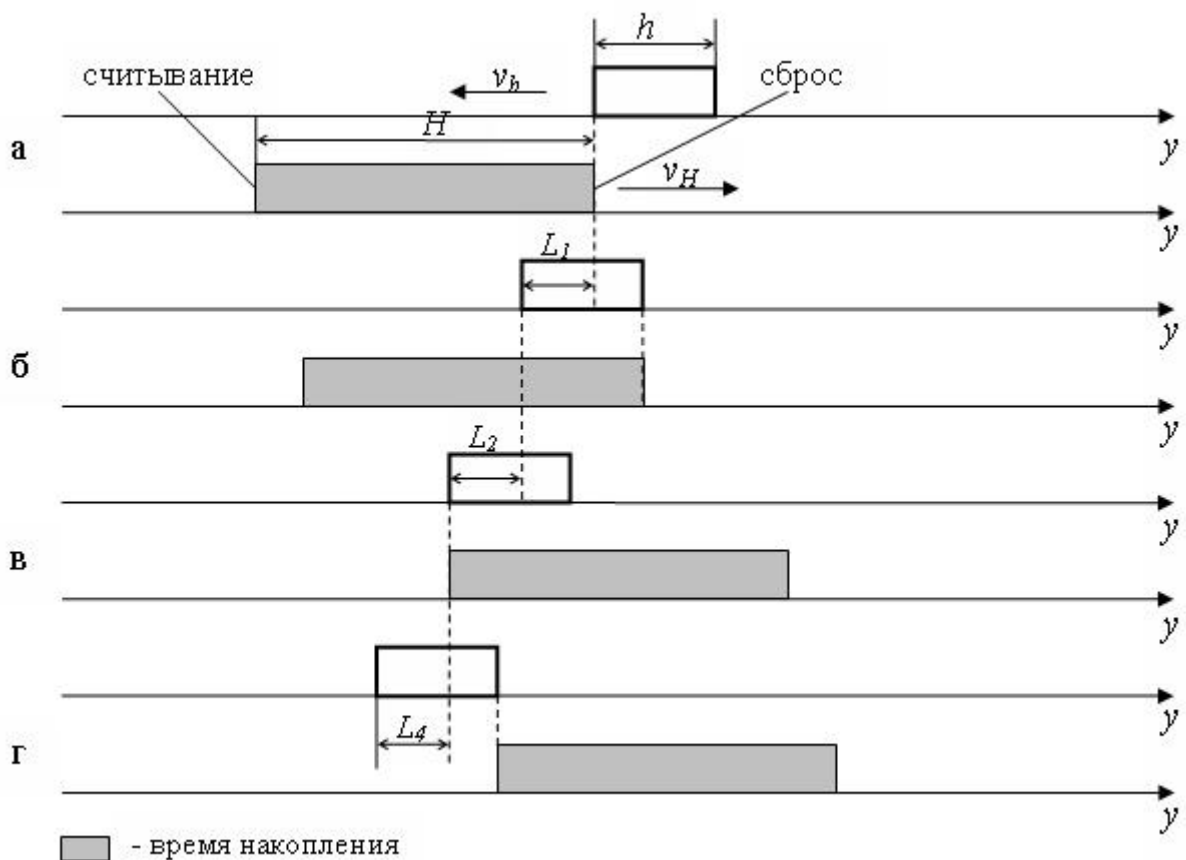 h
считывание
v_h
сброс
H
y
а
v_H
y
L_1
y
б
y
L_2
y
в
y
y
L_4
г
y
- время накопления